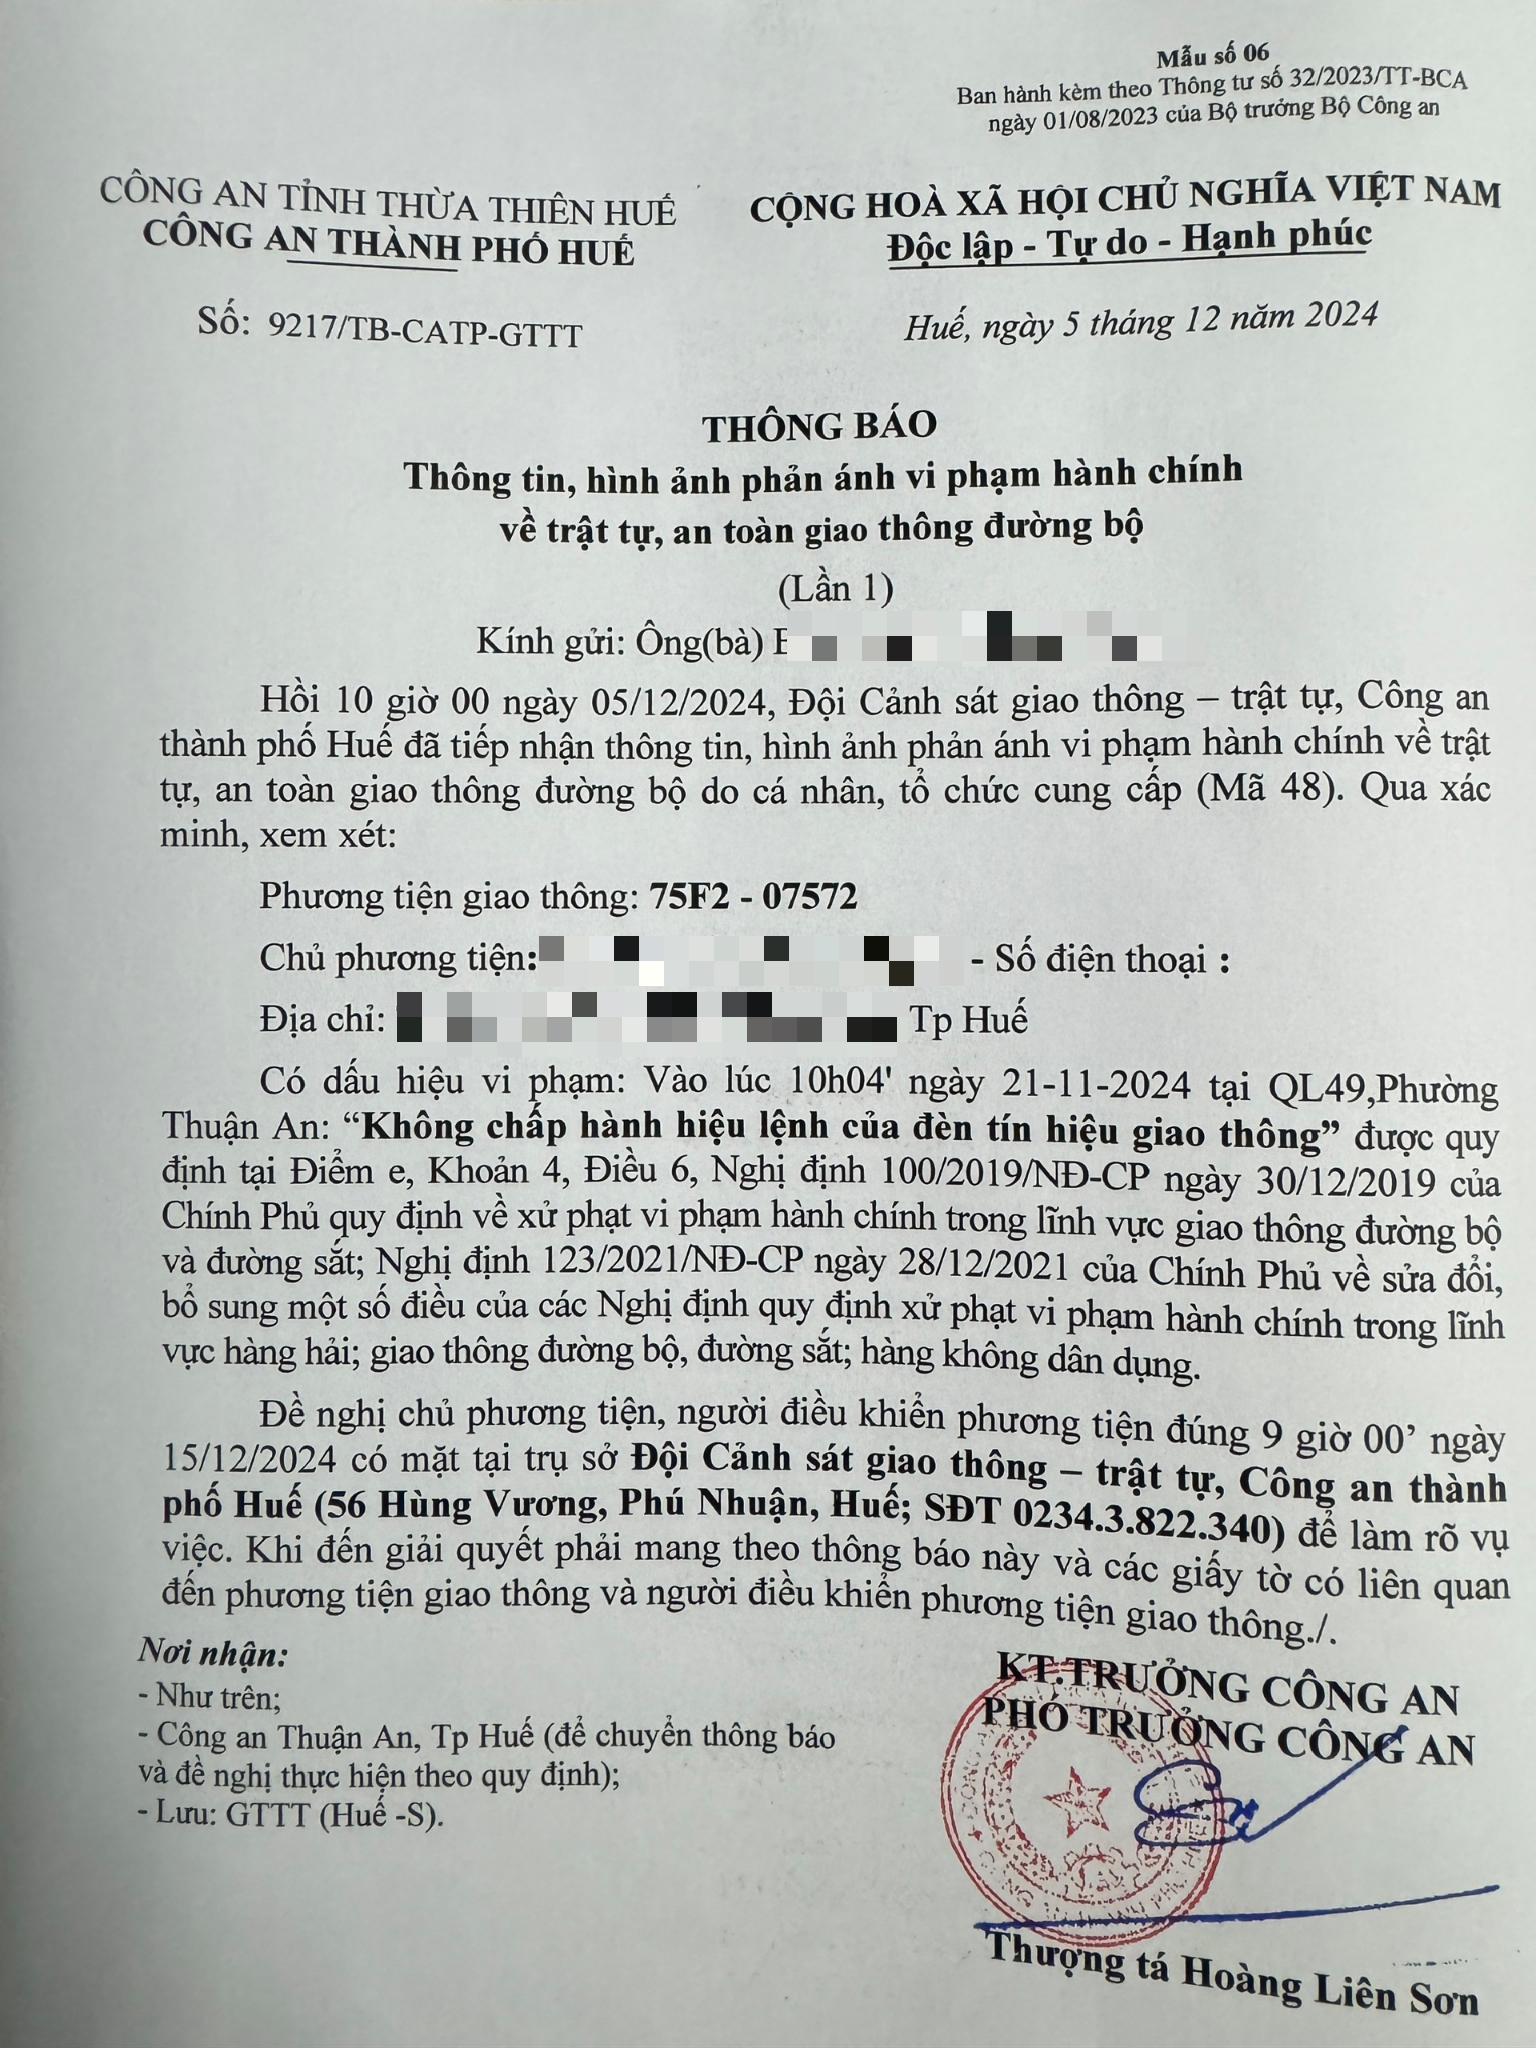 Mẫu số 06
Ban hành kèm theo Thông tư số 32/2023/TT-BCA
ngày 01/08/2023 của Bộ trưởng Bộ Công an
CÔNG AN TỈNH THỪA THIÊN HUẾ
CÔNG AN THÀNH PHỐ HUẾ
CỘNG HOÀ XÃ HỘI CHỦ NGHĨA VIỆT NAM
Độc lập - Tự do - Hạnh phúc
Số: 9217/TB-CATP-GTTT
Huế, ngày 5 tháng 12 năm 2024
THÔNG BÁO
Thông tin, hình ảnh phản ánh vi phạm hành chính
về trật tự, an toàn giao thông đường bộ
(Lần 1)
Kính gửi: Ông(bà)
Hồi 10 giờ 00 ngày 05/12/2024, Đội Cảnh sát giao thông – trật tự, Công an
thành phố Huế đã tiếp nhận thông tin, hình ảnh phản ánh vi phạm hành chính về trật
tự, an toàn giao thông đường bộ do cá nhân, tổ chức cung cấp (Mã 48). Qua xác
minh, xem xét:
Phương tiện giao thông: 75F2 - 07572
Chủ phương tiện: - Số điện thoại :
Địa chỉ: Tp Huế
Có dấu hiệu vi phạm: Vào lúc 10h04' ngày 21-11-2024 tại QL49,Phường
Thuận An: “Không chấp hành hiệu lệnh của đèn tín hiệu giao thông” được quy
định tại Điểm e, Khoản 4, Điều 6, Nghị định 100/2019/NĐ-CP ngày 30/12/2019 của
Chính Phủ quy định về xử phạt vi phạm hành chính trong lĩnh vực giao thông đường bộ
và đường sắt; Nghị định 123/2021/NĐ-CP ngày 28/12/2021 của Chính Phủ về sửa đổi,
bổ sung một số điều của các Nghị định quy định xử phạt vi phạm hành chính trong lĩnh
vực hàng hải; giao thông đường bộ, đường sắt; hàng không dân dụng.
Đề nghị chủ phương tiện, người điều khiển phương tiện đúng 9 giờ 00’ ngày
15/12/2024 có mặt tại trụ sở Đội Cảnh sát giao thông – trật tự, Công an thành
phố Huế (56 Hùng Vương, Phú Nhuận, Huế; SĐT 0234.3.822.340) để làm rõ vụ
việc. Khi đến giải quyết phải mang theo thông báo này và các giấy tờ có liên quan
đến phương tiện giao thông và người điều khiển phương tiện giao thông./.
Nơi nhận:
- Như trên;
- Công an Thuận An, Tp Huế (để chuyển thông báo
và đề nghị thực hiện theo quy định);
- Lưu: GTTT (Huế -S).
KT.TRƯỞNG CÔNG AN
PHÓ TRƯỞNG CÔNG AN
Thượng tá Hoàng Liên Sơn